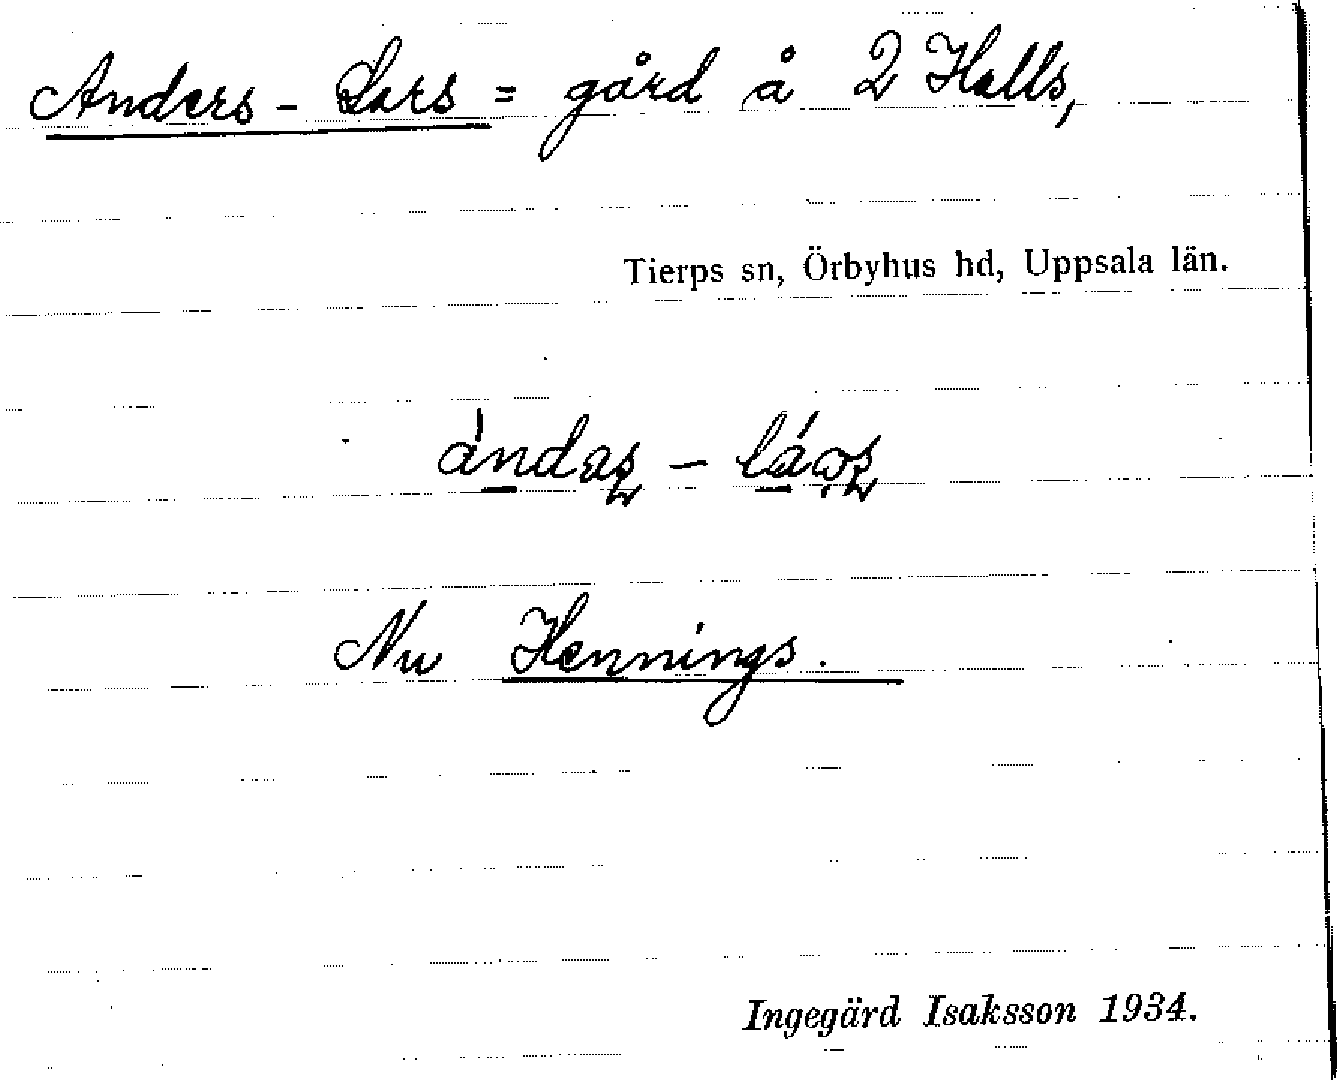 Anders - Lars = gård å 2 Halls,
Tierps sn, Örbyhus hd, Uppsala län.
Nu Hennings.
Ingegärd Isaksson 1934.